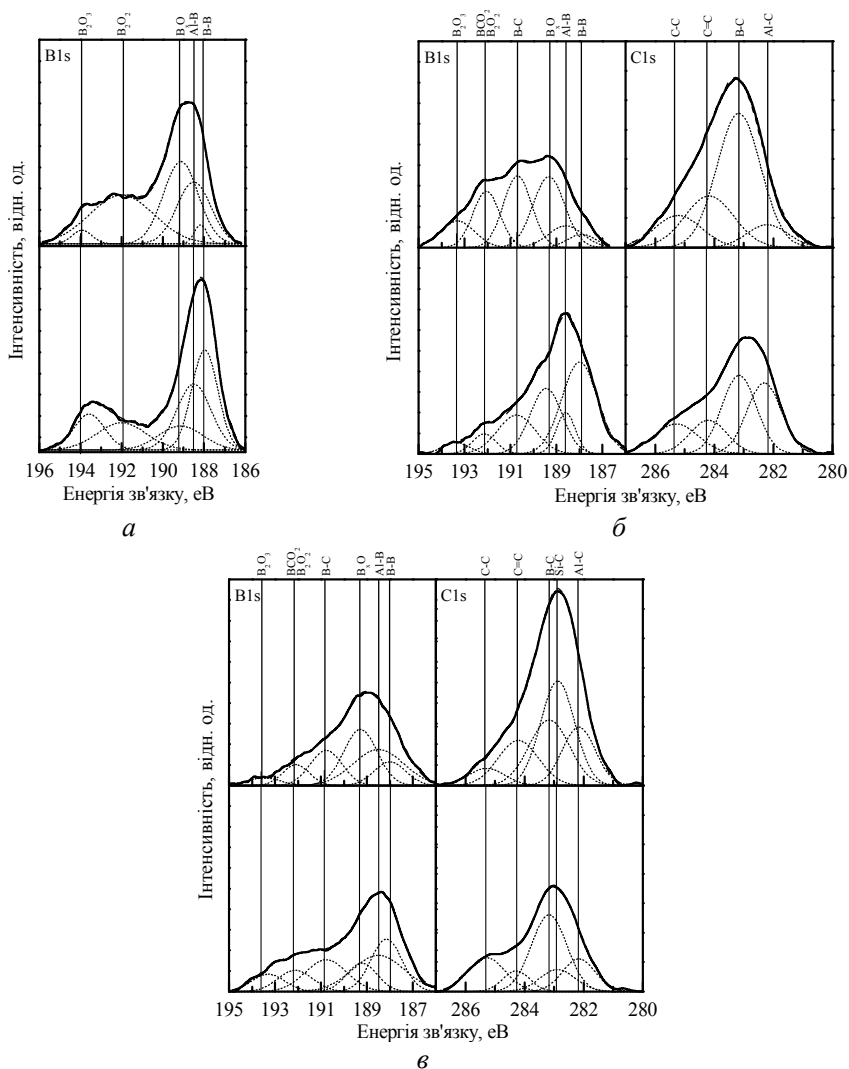 B₂O₃ B₂O₂ BₓO Al-B B-B
B1s
Інтенсивність, відн. од.
196 194 192 190 188 186
Енергія зв'язку, еВ
а
B₂O₃ BCO₂ B₂O₂ B-C BₓO Al-B B-B C-C C=C B-C Al-C
B1s C1s
Інтенсивність, відн. од.
195 193 191 189 187 286 284 282 280
Енергія зв'язку, еВ
б
B₂O₃ BCO₂ B₂O₂ B-C BₓO Al-B B-B C-C C=C B-C Si-C Al-C
B1s C1s
Інтенсивність, відн. од.
195 193 191 189 187 286 284 282 280
Енергія зв'язку, еВ
в